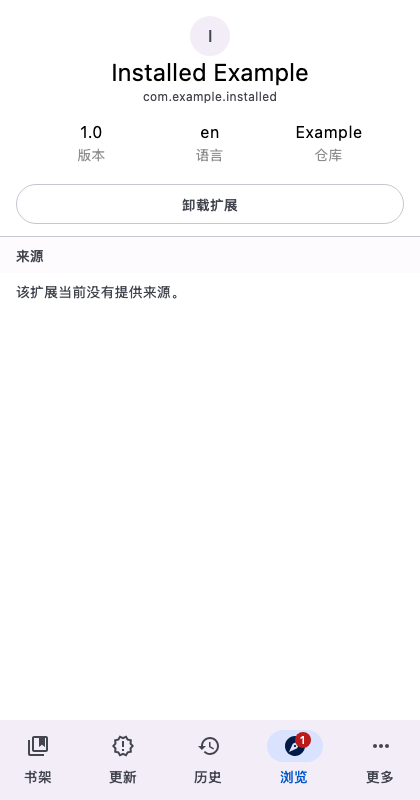 I
Installed Example
com.example.installed
1.0 en Example
版本 语言 仓库
卸载扩展
来源
该扩展当前没有提供来源。
1
书架 更新 历史 浏览 更多